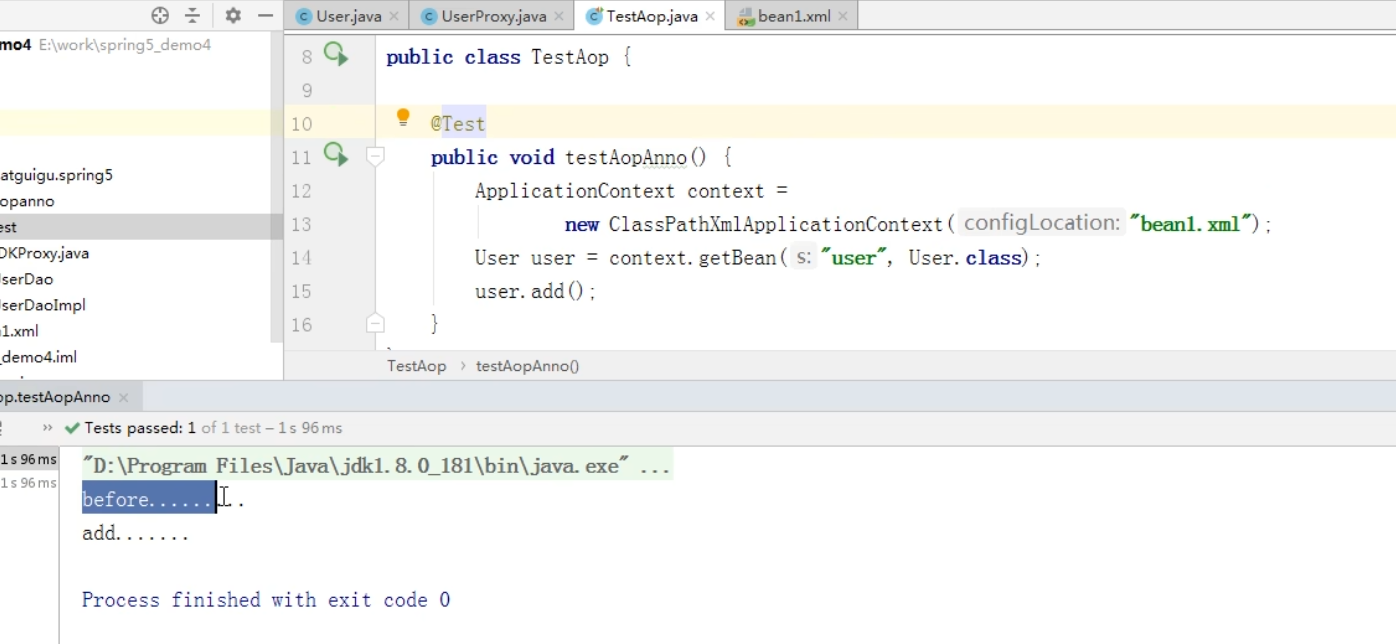 User.java
UserProxy.java
TestAop.java
bean1.xml
mo4 E:\work\spring5_demo4
atguigu.spring5
opanno
est
DKProxy.java
serDao
serDaoImpl
1.xml
_demo4.iml
8 public class TestAop {
9
10 @Test
11 public void testAopAnno() {
12 ApplicationContext context =
13 new ClassPathXmlApplicationContext( configLocation: "bean1.xml");
14 User user = context.getBean( s: "user", User.class);
15 user.add();
16 }
TestAop › testAopAnno()
op.testAopAnno
» Tests passed: 1 of 1 test – 1 s 96 ms
1 s 96 ms
1 s 96 ms
"D:\Program Files\Java\jdk1.8.0_181\bin\java.exe" ...
before.........
add.......
Process finished with exit code 0